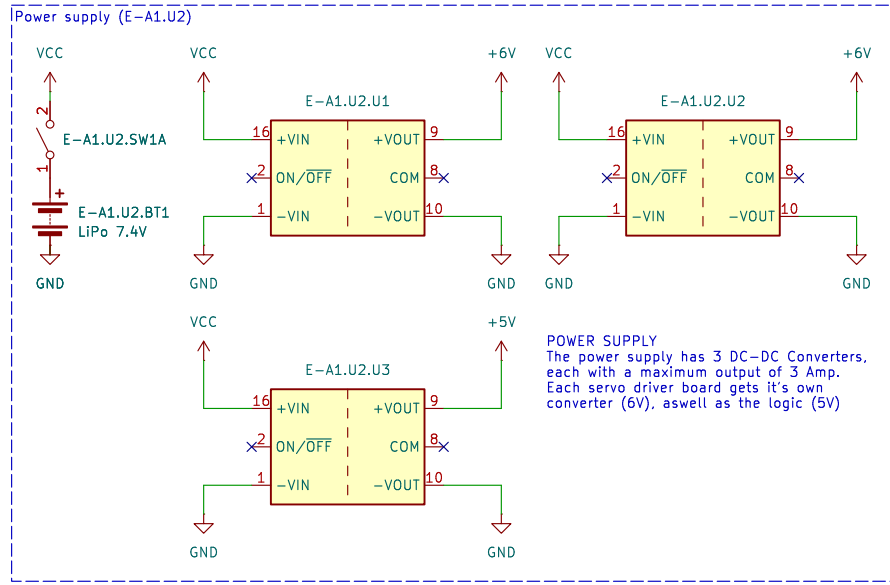 Power supply (E-A1.U2)
VCC
VCC
+6V
VCC
+6V
E-A1.U2.U1
E-A1.U2.U2
2
E-A1.U2.SW1A
1
16 +VIN +VOUT 9
2 ON/OFF COM 8
1 -VIN -VOUT 10
16 +VIN +VOUT 9
2 ON/OFF COM 8
1 -VIN -VOUT 10
+
E-A1.U2.BT1
LiPo 7.4V
GND
GND
GND
GND
GND
VCC
+5V
E-A1.U2.U3
16 +VIN +VOUT 9
2 ON/OFF COM 8
1 -VIN -VOUT 10
GND
GND
POWER SUPPLY
The power supply has 3 DC-DC Converters,
each with a maximum output of 3 Amp.
Each servo driver board gets it's own
converter (6V), aswell as the logic (5V)